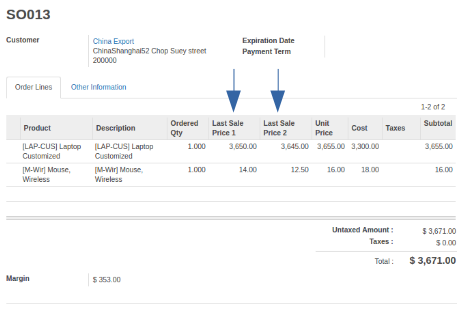 SO013
Customer
China Export
ChinaShanghai52 Chop Suey street
200000
Expiration Date
Payment Term
Order Lines
Other Information
1-2 of 2
Product Description Ordered Qty Last Sale Price 1 Last Sale Price 2 Unit Price Cost Taxes Subtotal
[LAP-CUS] Laptop Customized [LAP-CUS] Laptop Customized 1.000 3,650.00 3,645.00 3,655.00 3,300.00 3,655.00
[M-Wir] Mouse, Wireless [M-Wir] Mouse, Wireless 1.000 14.00 12.50 16.00 18.00 16.00
Untaxed Amount : $ 3,671.00
Taxes : $ 0.00
Total : $ 3,671.00
Margin $ 353.00